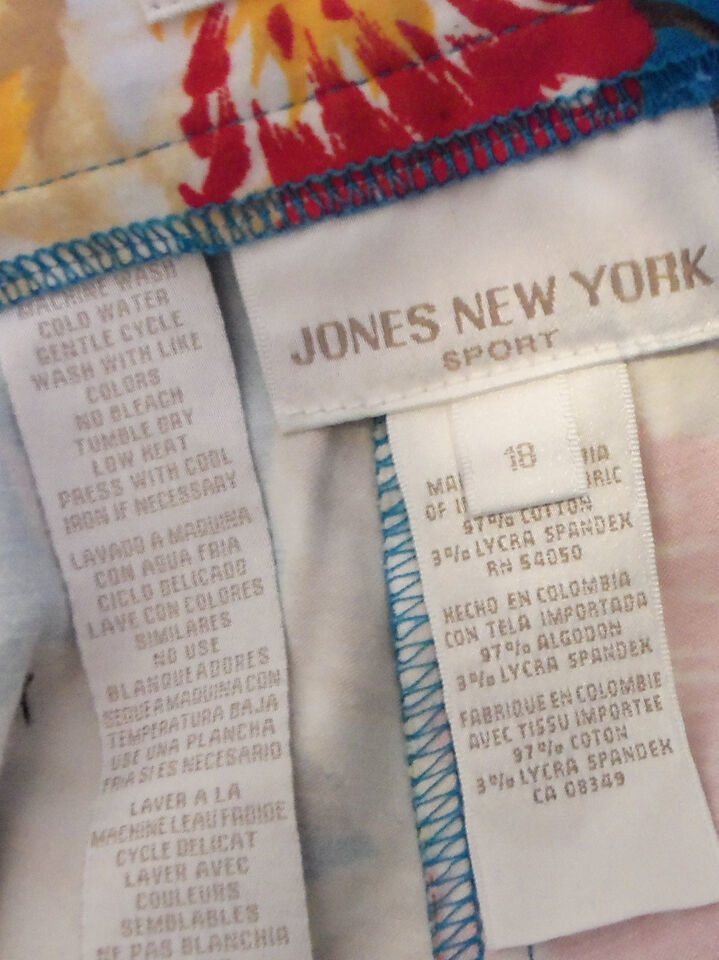 MACHINE WASH
COLD WATER
GENTLE CYCLE
WASH WITH LIKE
COLORS
NO BLEACH
TUMBLE DRY
LOW HEAT
PRESS WITH COOL
IRON IF NECESSARY
LAVADO A MAQUINA
CON AGUA FRIA
CICLO DELICADO
LAVE CON COLORES
SIMILARES
NO USE
BLANQUEADORES
SEQUE A MAQUINA CON
TEMPERATURA BAJA
USE UNA PLANCHA
FRIA SI ES NECESARIO
LAVER A LA
MACHINE L EAU FROIDE
CYCLE DELICAT
LAVER AVEC
COULEURS
SEMBLABLES
NE PAS BLANCHIR
JONES NEW YORK
SPORT
18
OF
97% COTTON
3% LYCRA SPANDEX
RN 54050
HECHO EN COLOMBIA
CON TELA IMPORTADA
97% ALGODON
3% LYCRA SPANDEX
FABRIQUE EN COLOMBIE
AVEC TISSU IMPORTEE
97% COTON
3% LYCRA SPANDEX
CA 08349